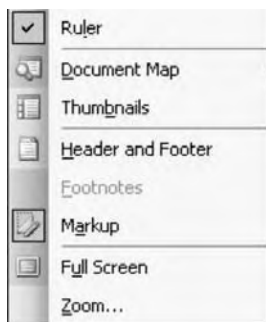 Ruler
Document Map
Thumbnails
Header and Footer
Footnotes
Markup
Full Screen
Zoom...